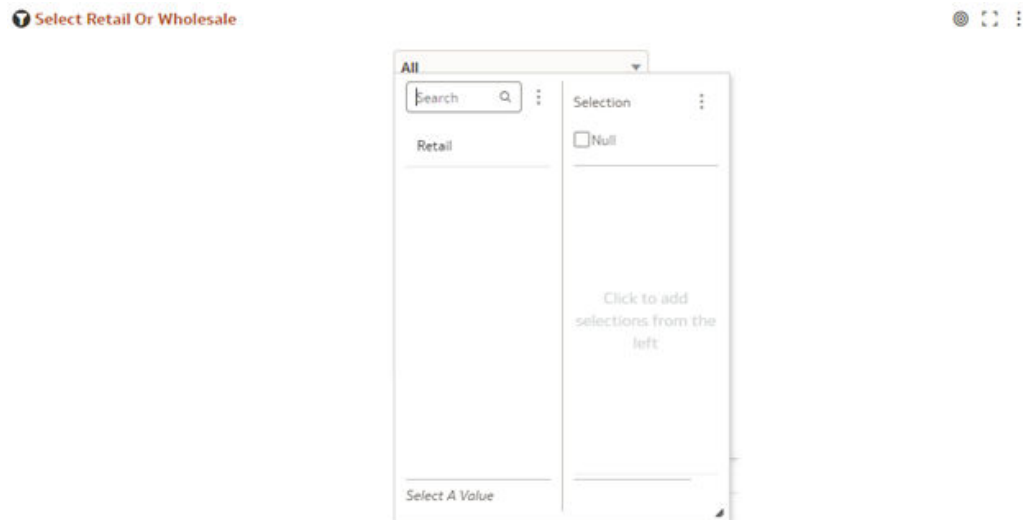 Select Retail Or Wholesale
All
Search
Selection
Null
Retail
Click to add
selections from the
left
Select A Value